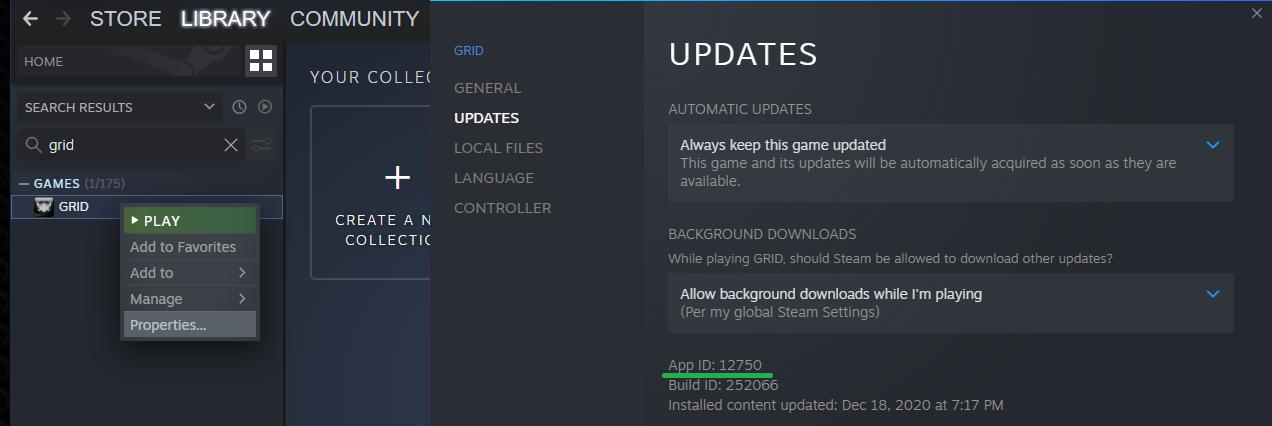 STORE LIBRARY COMMUNITY
HOME
SEARCH RESULTS
grid
GAMES (1/175)
GRID
PLAY
Add to Favorites
Add to
Manage
Properties...
YOUR COLLEC
CREATE A N
COLLECTIO
GRID
GENERAL
UPDATES
LOCAL FILES
LANGUAGE
CONTROLLER
UPDATES
AUTOMATIC UPDATES
Always keep this game updated
This game and its updates will be automatically acquired as soon as they are
available.
BACKGROUND DOWNLOADS
While playing GRID, should Steam be allowed to download other updates?
Allow background downloads while I'm playing
(Per my global Steam Settings)
App ID: 12750
Build ID: 252066
Installed content updated: Dec 18, 2020 at 7:17 PM